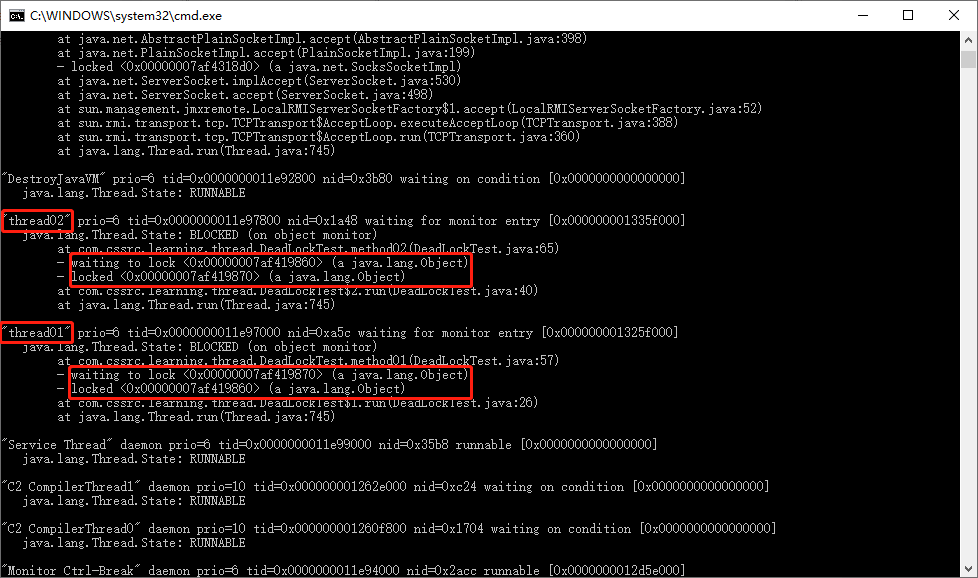 C:\WINDOWS\system32\cmd.exe
at java.net.AbstractPlainSocketImpl.accept(AbstractPlainSocketImpl.java:398)
at java.net.PlainSocketImpl.accept(PlainSocketImpl.java:199)
- locked <0x00000007af4318d0> (a java.net.SocksSocketImpl)
at java.net.ServerSocket.implAccept(ServerSocket.java:530)
at java.net.ServerSocket.accept(ServerSocket.java:498)
at sun.management.jmxremote.LocalRMIServerSocketFactory$1.accept(LocalRMIServerSocketFactory.java:52)
at sun.rmi.transport.tcp.TCPTransport$AcceptLoop.executeAcceptLoop(TCPTransport.java:388)
at sun.rmi.transport.tcp.TCPTransport$AcceptLoop.run(TCPTransport.java:360)
at java.lang.Thread.run(Thread.java:745)
"DestroyJavaVM" prio=6 tid=0x0000000011e92800 nid=0x3b80 waiting on condition [0x0000000000000000]
java.lang.Thread.State: RUNNABLE
"thread02" prio=6 tid=0x0000000011e97800 nid=0x1a48 waiting for monitor entry [0x000000001335f000]
java.lang.Thread.State: BLOCKED (on object monitor)
at com.cssrc.learning.thread.DeadLockTest.method02(DeadLockTest.java:65)
- waiting to lock <0x00000007af419860> (a java.lang.Object)
- locked <0x00000007af419870> (a java.lang.Object)
at com.cssrc.learning.thread.DeadLockTest$2.run(DeadLockTest.java:40)
at java.lang.Thread.run(Thread.java:745)
"thread01" prio=6 tid=0x0000000011e97000 nid=0xa5c waiting for monitor entry [0x000000001325f000]
java.lang.Thread.State: BLOCKED (on object monitor)
at com.cssrc.learning.thread.DeadLockTest.method01(DeadLockTest.java:57)
- waiting to lock <0x00000007af419870> (a java.lang.Object)
- locked <0x00000007af419860> (a java.lang.Object)
at com.cssrc.learning.thread.DeadLockTest$1.run(DeadLockTest.java:26)
at java.lang.Thread.run(Thread.java:745)
"Service Thread" daemon prio=6 tid=0x0000000011e99000 nid=0x35b8 runnable [0x0000000000000000]
java.lang.Thread.State: RUNNABLE
"C2 CompilerThread1" daemon prio=10 tid=0x000000001262e000 nid=0xc24 waiting on condition [0x0000000000000000]
java.lang.Thread.State: RUNNABLE
"C2 CompilerThread0" daemon prio=10 tid=0x000000001260f800 nid=0x1704 waiting on condition [0x0000000000000000]
java.lang.Thread.State: RUNNABLE
"Monitor Ctrl-Break" daemon prio=6 tid=0x0000000011e94000 nid=0x2acc runnable [0x0000000012d5e000]